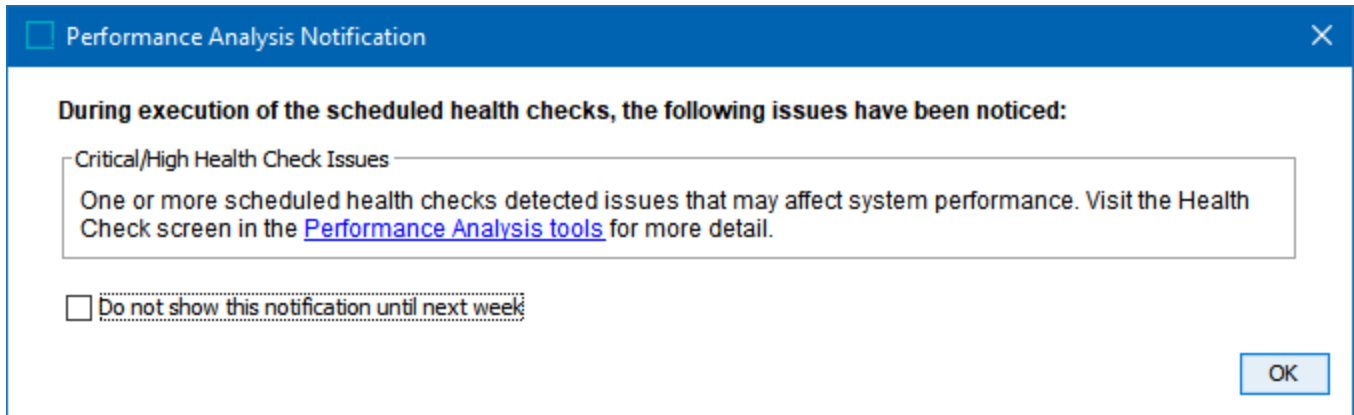 Performance Analysis Notification
During execution of the scheduled health checks, the following issues have been noticed:
Critical/High Health Check Issues
One or more scheduled health checks detected issues that may affect system performance. Visit the Health
Check screen in the Performance Analysis tools for more detail.
Do not show this notification until next week
OK